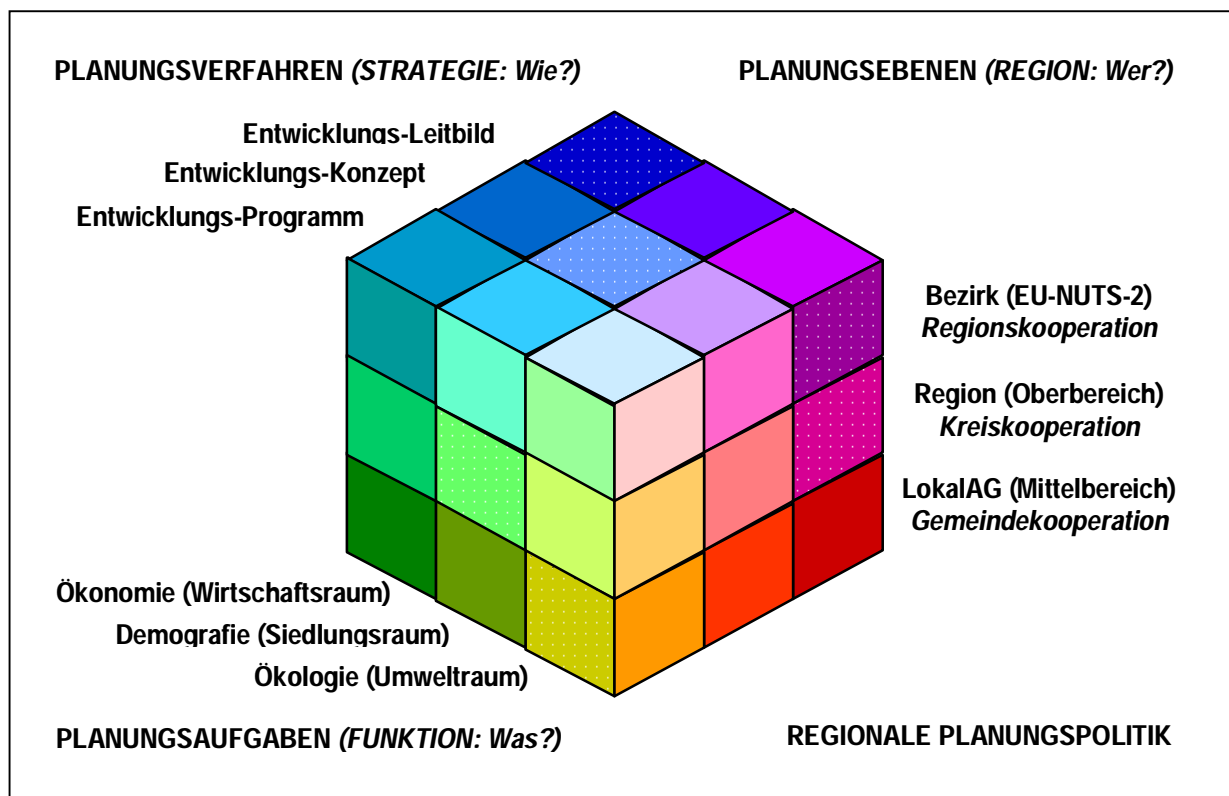 PLANUNGSVERFAHREN (STRATEGIE: Wie?)
PLANUNGSEBENEN (REGION: Wer?)
Entwicklungs-Leitbild
Entwicklungs-Konzept
Entwicklungs-Programm
Bezirk (EU-NUTS-2)
Regionskooperation
Region (Oberbereich)
Kreiskooperation
LokalAG (Mittelbereich)
Gemeindekooperation
Ökonomie (Wirtschaftsraum)
Demografie (Siedlungsraum)
Ökologie (Umweltraum)
PLANUNGSAUFGABEN (FUNKTION: Was?)
REGIONALE PLANUNGSPOLITIK